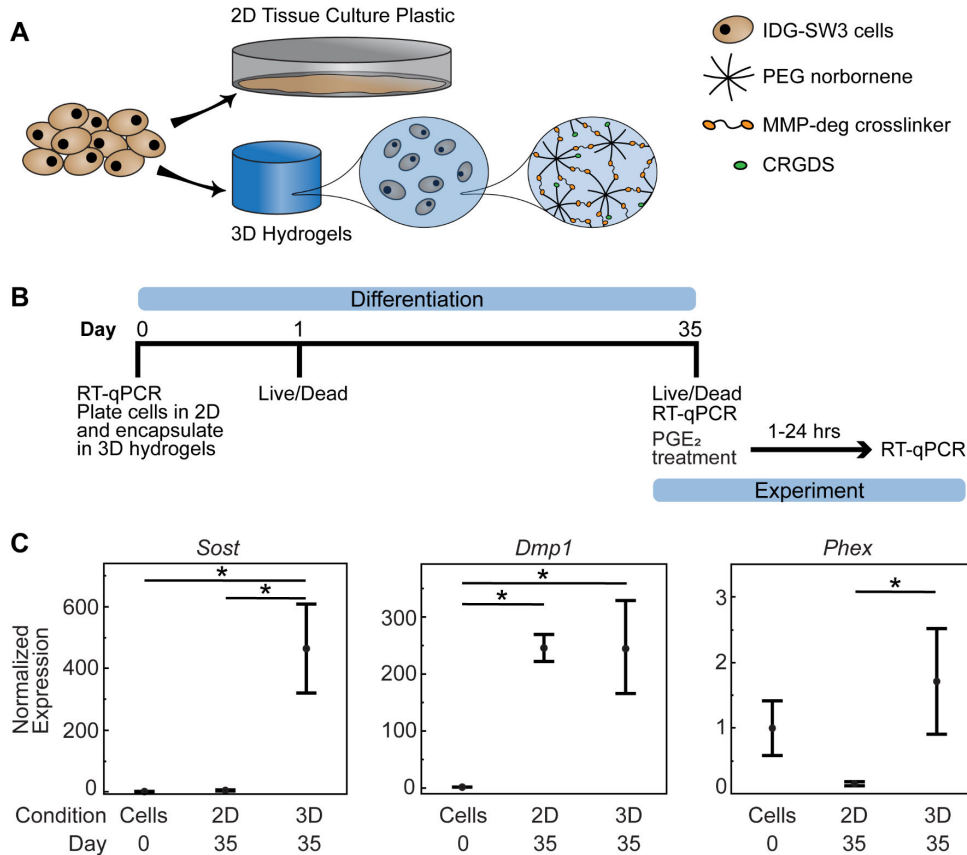 A
2D Tissue Culture Plastic
3D Hydrogels
IDG-SW3 cells
PEG norbornene
MMP-deg crosslinker
CRGDS
B
Differentiation
Day 0 1 35
RT-qPCR
Plate cells in 2D
and encapsulate
in 3D hydrogels
Live/Dead
Live/Dead
RT-qPCR
PGE₂
treatment
1-24 hrs
RT-qPCR
Experiment
C
Sost
Normalized
Expression
600
400
200
0
*
*
Condition Cells 2D 3D
Day 0 35 35
Dmp1
300
200
100
0
*
*
Cells 2D 3D
0 35 35
Phex
3
2
1
0
*
Cells 2D 3D
0 35 35